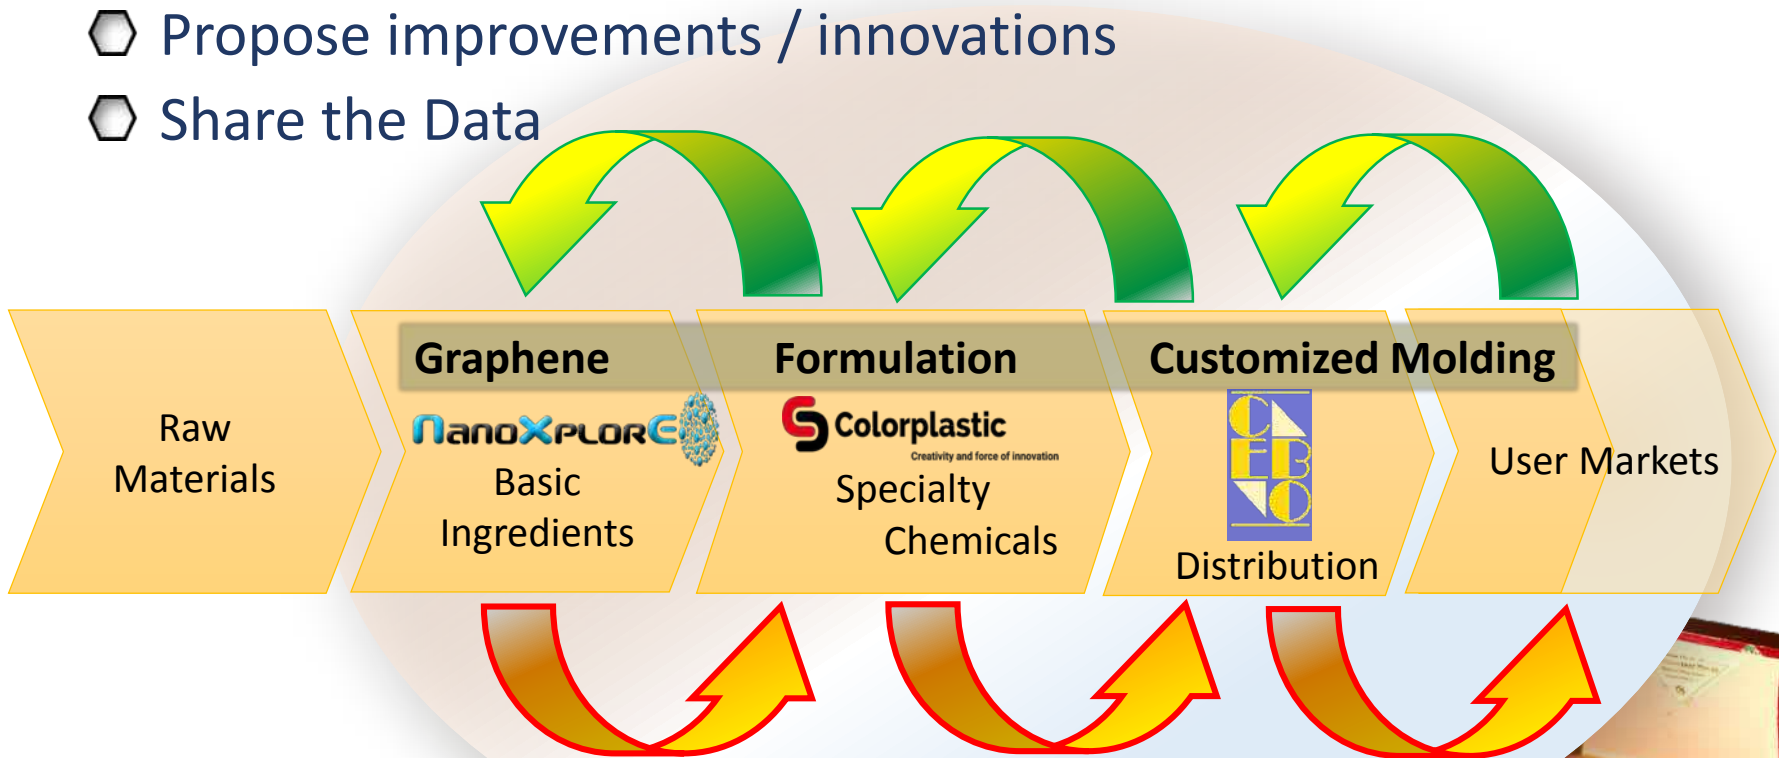 Propose improvements / innovations
Share the Data
Graphene
Formulation
Customized Molding
Raw
Materials
NanoXplore
Basic
Ingredients
Colorplastic
Creativity and force of innovation
Specialty
Chemicals
CAEBNO
Distribution
User Markets